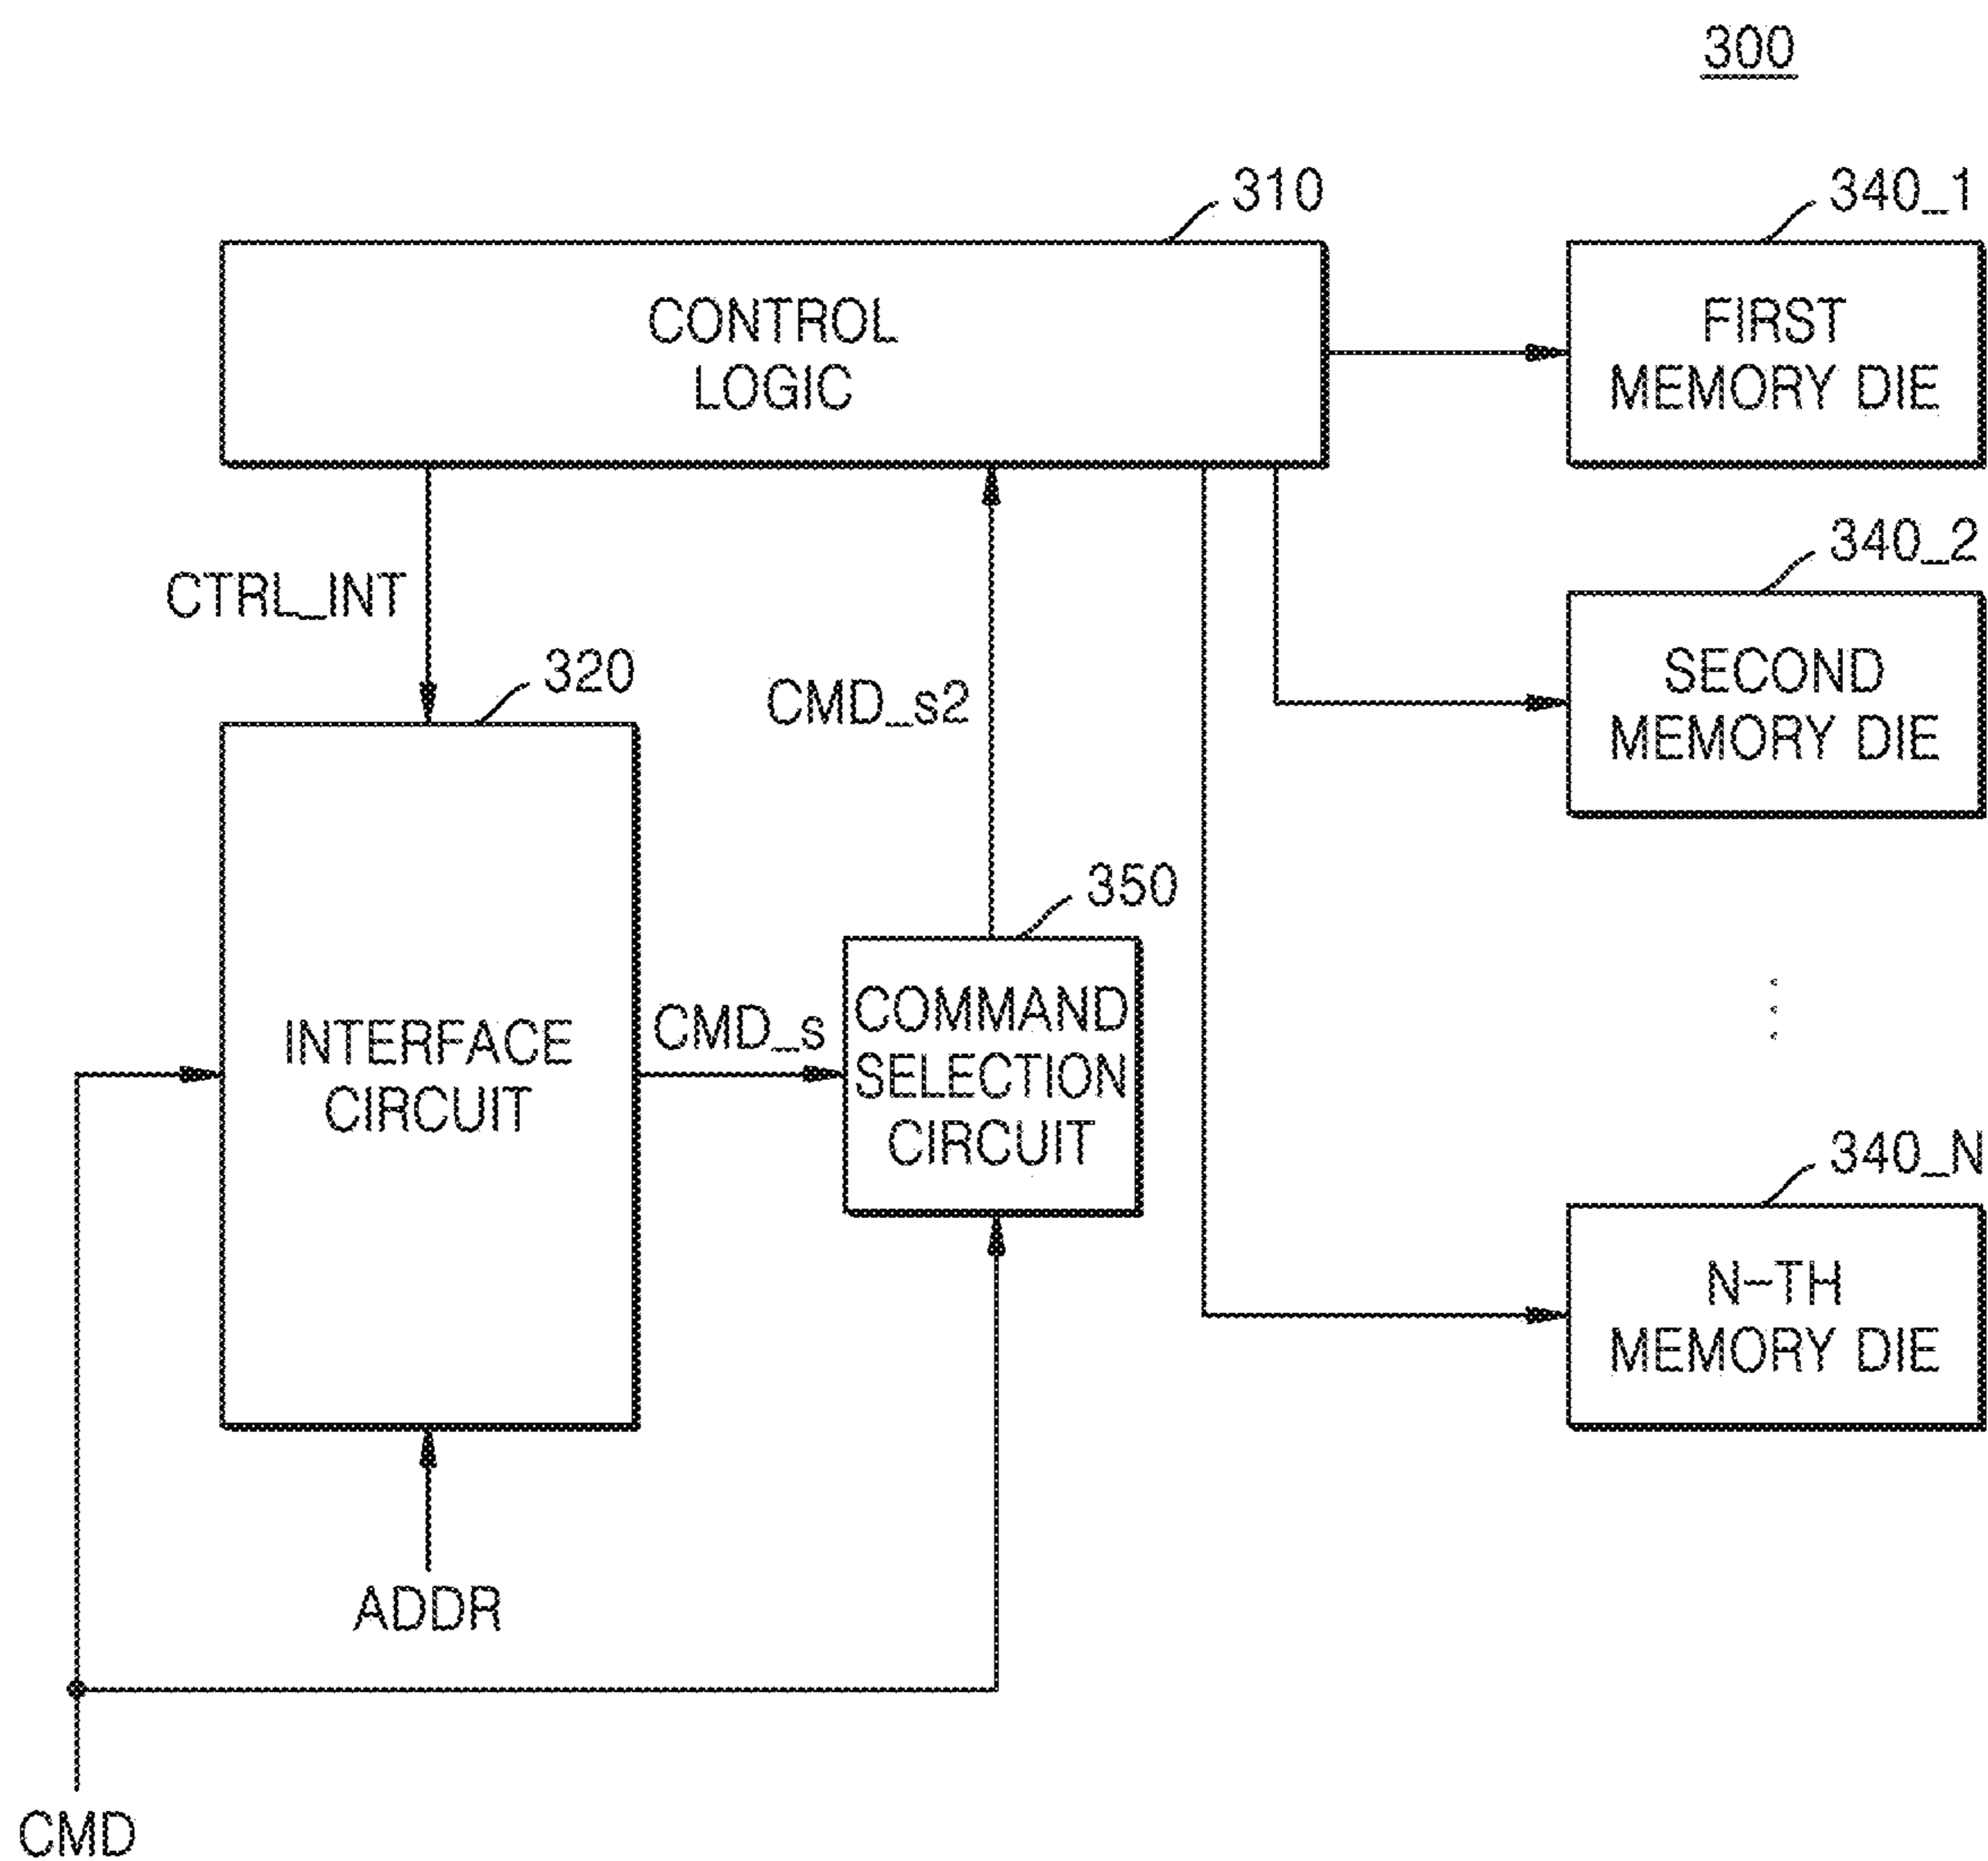 300
310
340_1
CONTROL
LOGIC
FIRST
MEMORY DIE
CTRL_INT
320
CMD_s2
340_2
SECOND
MEMORY DIE
350
INTERFACE
CIRCUIT
CMD_s
COMMAND
SELECTION
CIRCUIT
340_N
N-TH
MEMORY DIE
ADDR
CMD